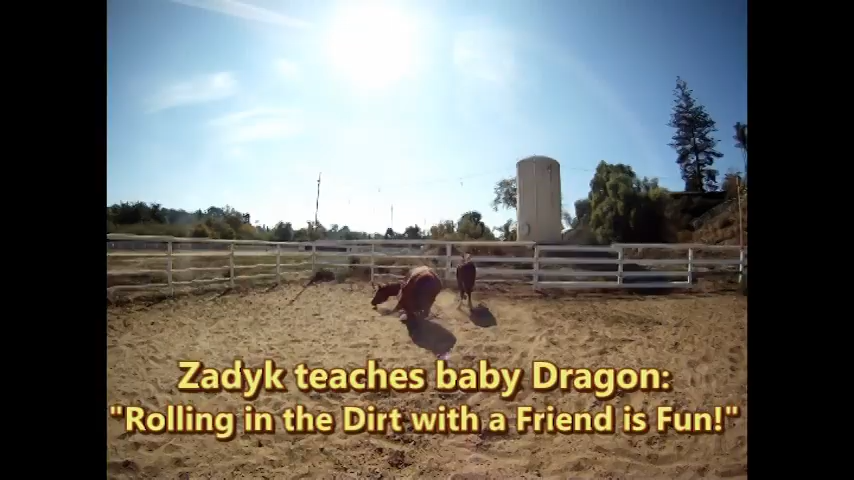 Zadyk teaches baby Dragon:
"Rolling in the Dirt with a Friend is Fun!"